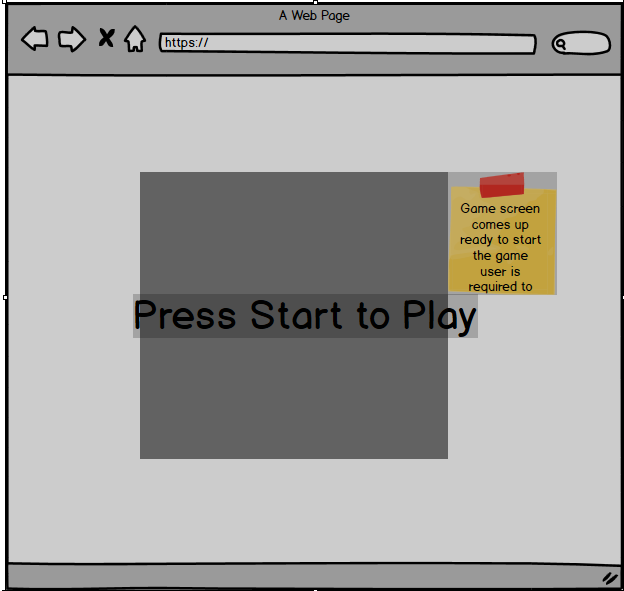 A Web Page
https://
Game screen
comes up
ready to start
the game
user is
required to
Press Start to Play